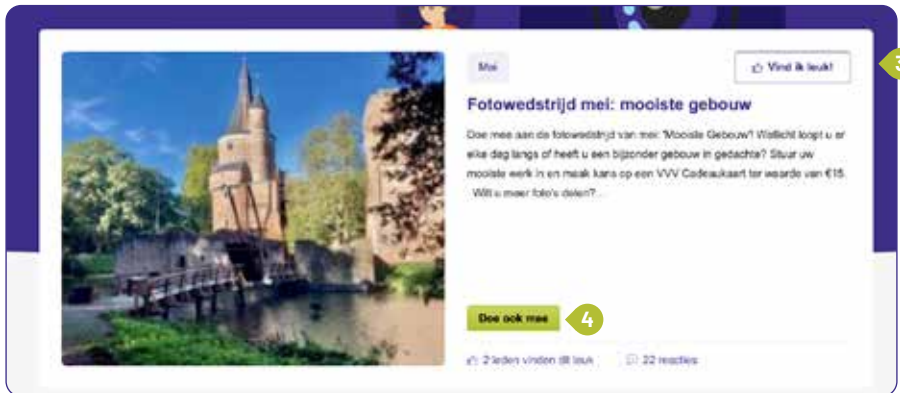 Mei
Vind ik leuk!
3
Fotowedstrijd mei: mooiste gebouw
Doe mee aan de fotowedstrijd van mei: 'Mooiste Gebouw'! Wellicht loopt u er
elke dag langs of heeft u een bijzonder gebouw in gedachte? Stuur uw
mooiste werk in en maak kans op een VVV Cadeaukaart ter waarde van €15.
Wilt u meer foto's delen?...
Doe ook mee
4
2 leden vinden dit leuk
22 reacties